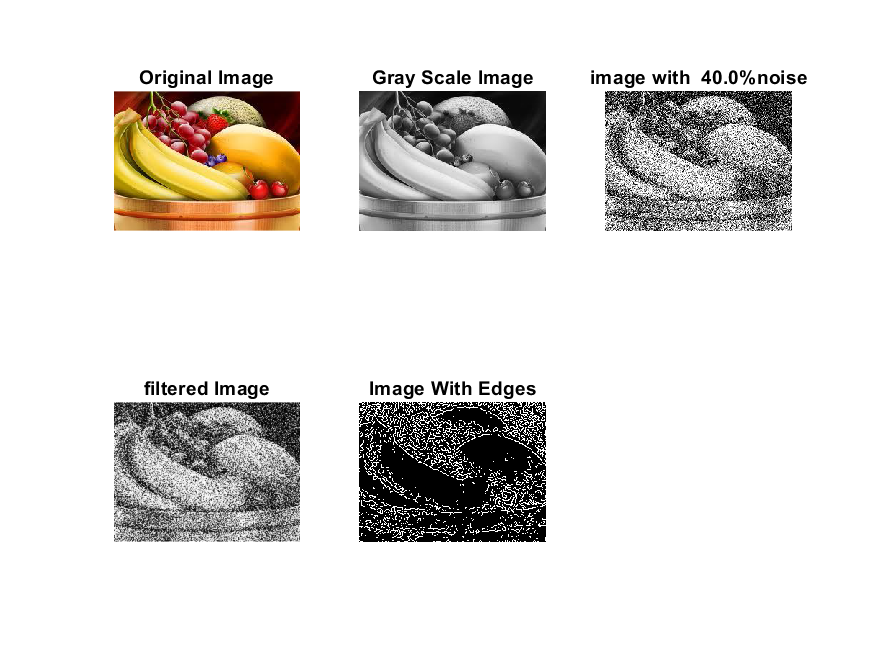 Original Image
Gray Scale Image
image with  40.0%noise
filtered Image
Image With Edges